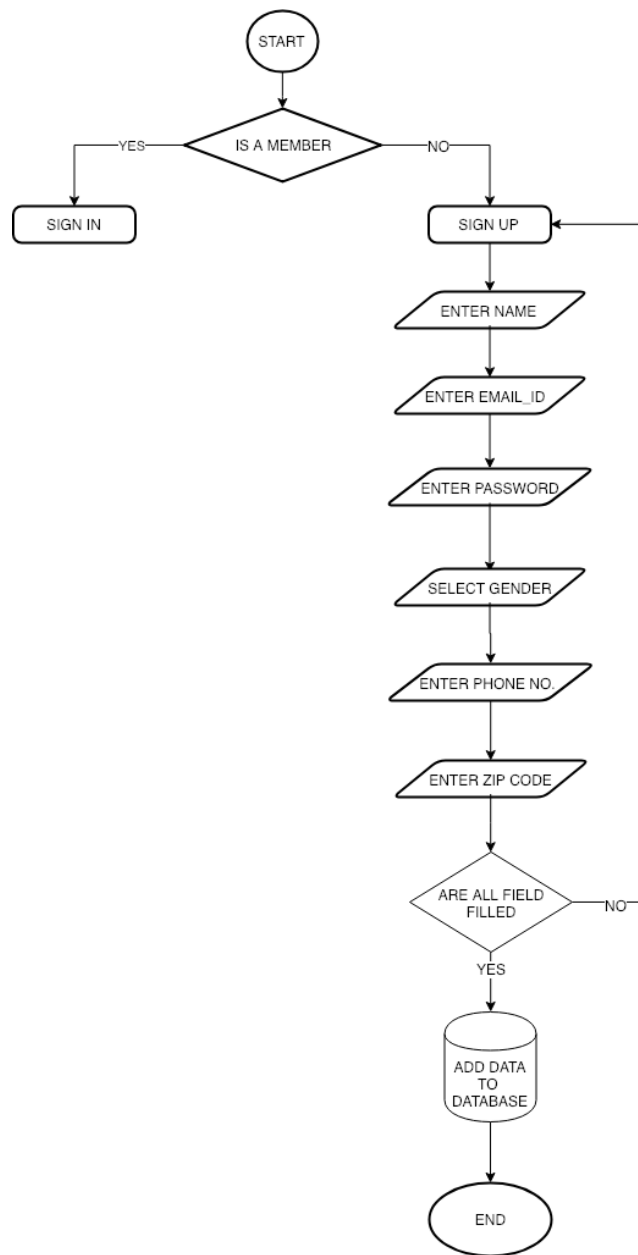 START
IS A MEMBER
YES
NO
SIGN IN
SIGN UP
ENTER NAME
ENTER EMAIL_ID
ENTER PASSWORD
SELECT GENDER
ENTER PHONE NO.
ENTER ZIP CODE
ARE ALL FIELD
FILLED
NO
YES
ADD DATA
TO
DATABASE
END